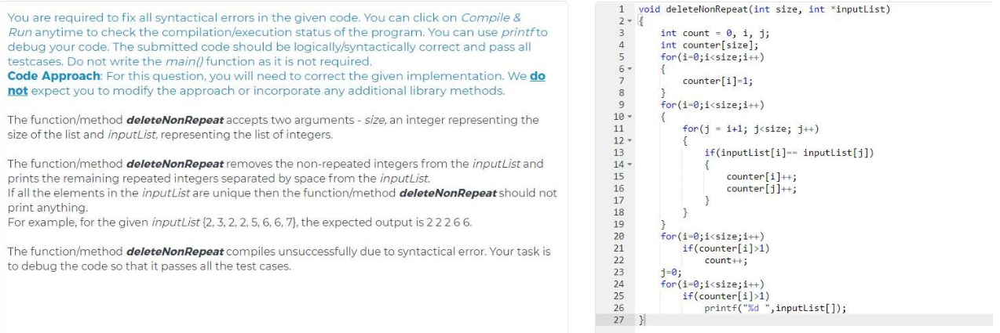 You are required to fix all syntactical errors in the given code. You can click on Compile &
Run anytime to check the compilation/execution status of the program. You can use printf to
debug your code. The submitted code should be logically/syntactically correct and pass all
testcases. Do not write the main() function as it is not required.
Code Approach: For this question, you will need to correct the given implementation. We do
not expect you to modify the approach or incorporate any additional library methods.
The function/method deleteNonRepeat accepts two arguments - size, an integer representing the
size of the list and inputList, representing the list of integers.
The function/method deleteNonRepeat removes the non-repeated integers from the inputList and
prints the remaining repeated integers separated by space from the inputList.
If all the elements in the inputList are unique then the function/method deleteNonRepeat should not
print anything.
For example, for the given inputList {2, 3, 2, 2, 5, 6, 6, 7}, the expected output is 2 2 2 6 6.
The function/method deleteNonRepeat compiles unsuccessfully due to syntactical error. Your task is
to debug the code so that it passes all the test cases.
1 void deleteNonRepeat(int size, int *inputList)
2 {
3 int count = 0, i, j;
4 int counter[size];
5 for(i=0;i<size;i++)
6 {
7 counter[i]=1;
8 }
9 for(i=0;i<size;i++)
10 {
11 for(j = i+1; j<size; j++)
12 {
13 if(inputList[i]== inputList[j])
14 {
15 counter[i]++;
16 counter[j]++;
17 }
18 }
19 }
20 for(i=0;i<size;i++)
21 if(counter[i]>1)
22 count++;
23 j=0;
24 for(i=0;i<size;i++)
25 if(counter[i]>1)
26 printf("%d ",inputList[]);
27 }